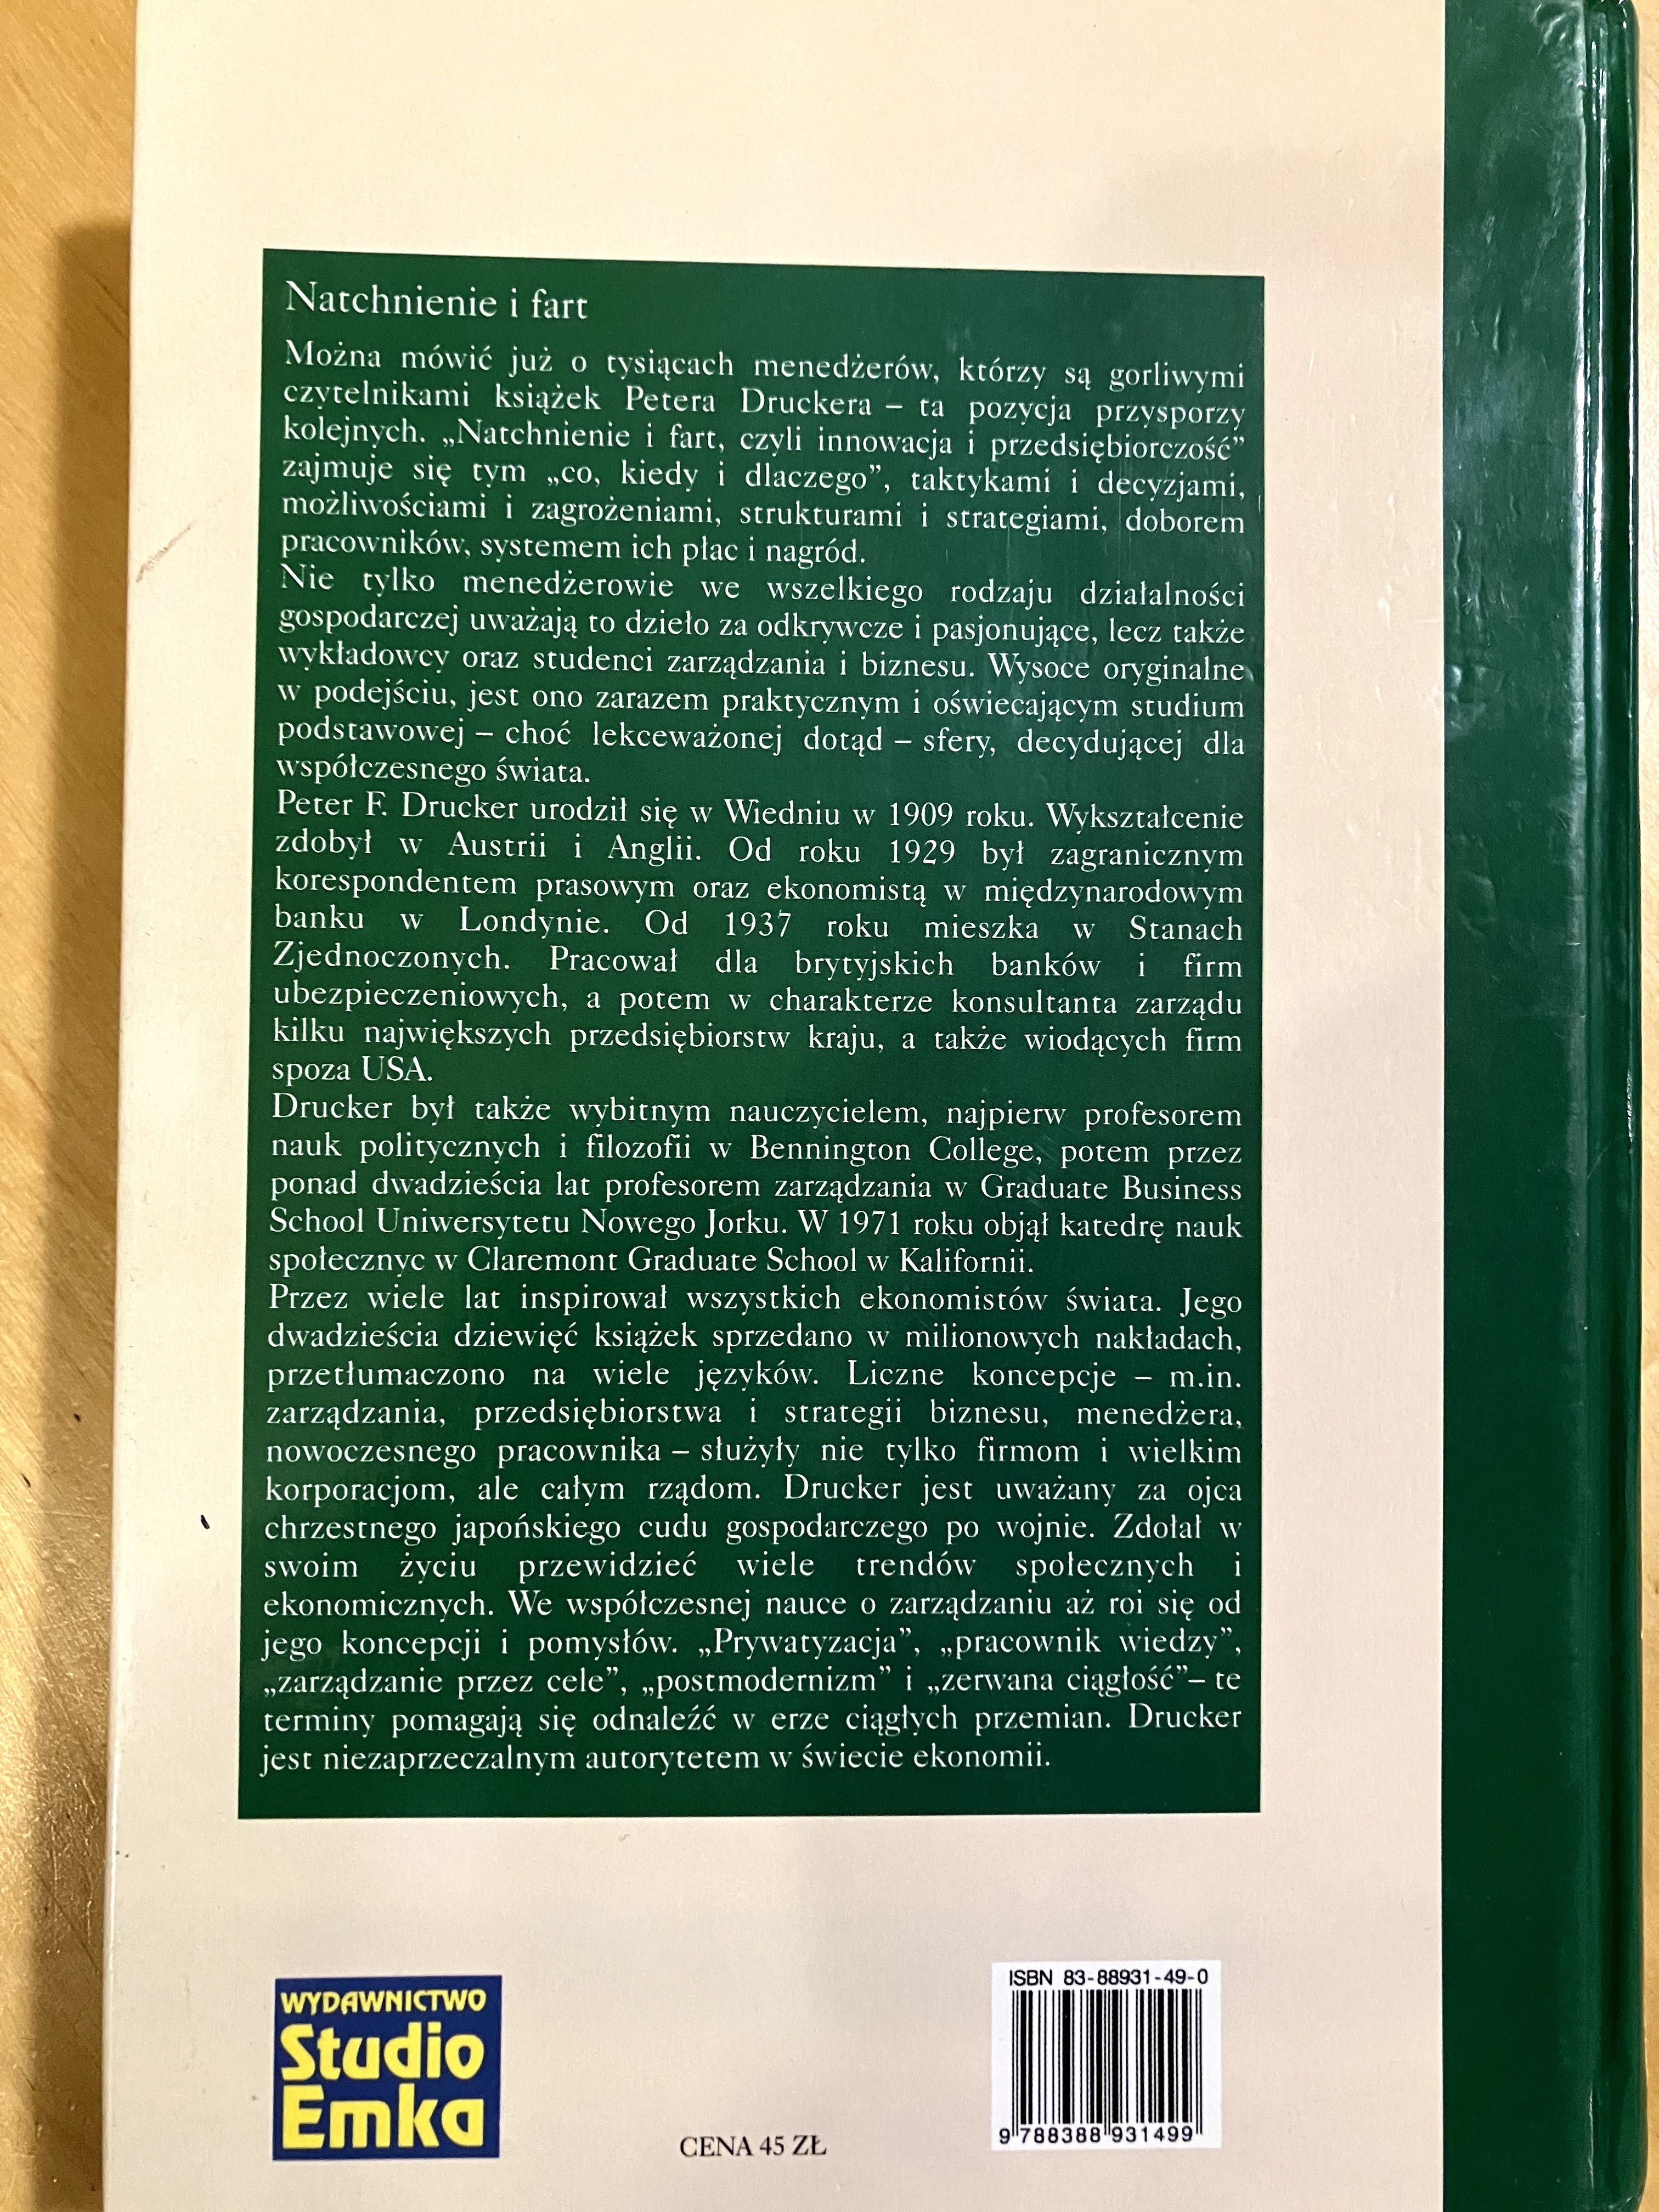 Natchnienie i fart
Można mówić już o tysiącach menedżerów, którzy są gorliwymi
czytelnikami książek Petera Druckera – ta pozycja przysporzy
kolejnych. „Natchnienie i fart, czyli innowacja i przedsiębiorczość”
zajmuje się tym „co, kiedy i dlaczego”, taktykami i decyzjami,
możliwościami i zagrożeniami, strukturami i strategiami, doborem
pracowników, systemem ich płac i nagród.
Nie tylko menedżerowie we wszelkiego rodzaju działalności
gospodarczej uważają to dzieło za odkrywcze i pasjonujące, lecz także
wykładowcy oraz studenci zarządzania i biznesu. Wysoce oryginalne
w podejściu, jest ono zarazem praktycznym i oświecającym studium
podstawowej – choć lekceważonej dotąd – sfery, decydującej dla
współczesnego świata.
Peter F. Drucker urodził się w Wiedniu w 1909 roku. Wykształcenie
zdobył w Austrii i Anglii. Od roku 1929 był zagranicznym
korespondentem prasowym oraz ekonomistą w międzynarodowym
banku w Londynie. Od 1937 roku mieszka w Stanach
Zjednoczonych. Pracował dla brytyjskich banków i firm
ubezpieczeniowych, a potem w charakterze konsultanta zarządu
kilku największych przedsiębiorstw kraju, a także wiodących firm
spoza USA.
Drucker był także wybitnym nauczycielem, najpierw profesorem
nauk politycznych i filozofii w Bennington College, potem przez
ponad dwadzieścia lat profesorem zarządzania w Graduate Business
School Uniwersytetu Nowego Jorku. W 1971 roku objął katedrę nauk
społecznyc w Claremont Graduate School w Kalifornii.
Przez wiele lat inspirował wszystkich ekonomistów świata. Jego
dwadzieścia dziewięć książek sprzedano w milionowych nakładach,
przetłumaczono na wiele języków. Liczne koncepcje – m.in.
zarządzania, przedsiębiorstwa i strategii biznesu, menedżera,
nowoczesnego pracownika – służyły nie tylko firmom i wielkim
korporacjom, ale całym rządom. Drucker jest uważany za ojca
chrzestnego japońskiego cudu gospodarczego po wojnie. Zdołał w
swoim życiu przewidzieć wiele trendów społecznych i
ekonomicznych. We współczesnej nauce o zarządzaniu aż roi się od
jego koncepcji i pomysłów. „Prywatyzacja”, „pracownik wiedzy”,
„zarządzanie przez cele”, „postmodernizm” i „zerwana ciągłość”– te
terminy pomagają się odnaleźć w erze ciągłych przemian. Drucker
jest niezaprzeczalnym autorytetem w świecie ekonomii.
WYDAWNICTWO
Studio
Emka
CENA 45 ZŁ
ISBN 83-88931-49-0
9 788388 931499